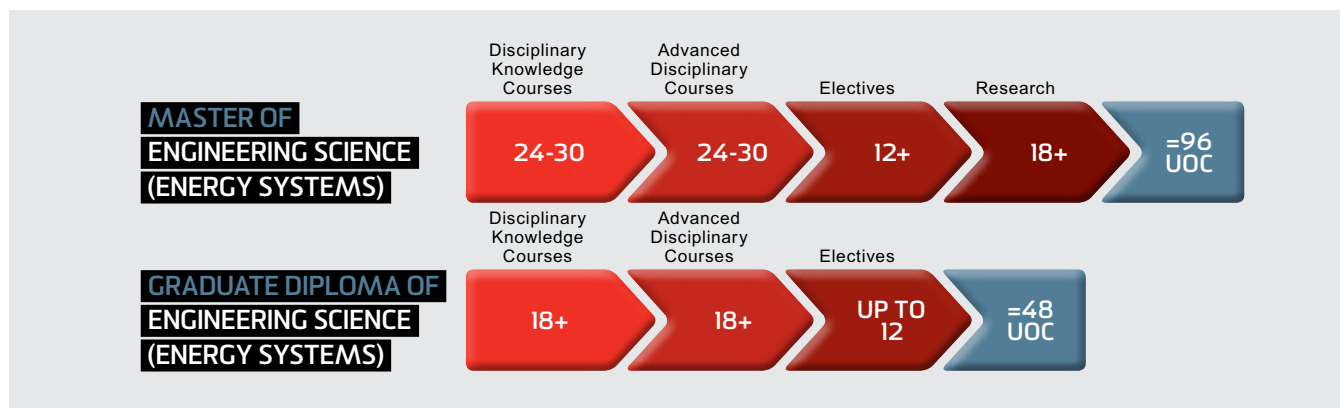 MASTER OF
ENGINEERING SCIENCE
(ENERGY SYSTEMS)
Disciplinary
Knowledge
Courses
24-30
Advanced
Disciplinary
Courses
24-30
Electives
12+
Research
18+
=96
UOC
GRADUATE DIPLOMA OF
ENGINEERING SCIENCE
(ENERGY SYSTEMS)
Disciplinary
Knowledge
Courses
18+
Advanced
Disciplinary
Courses
18+
Electives
UP TO
12
=48
UOC